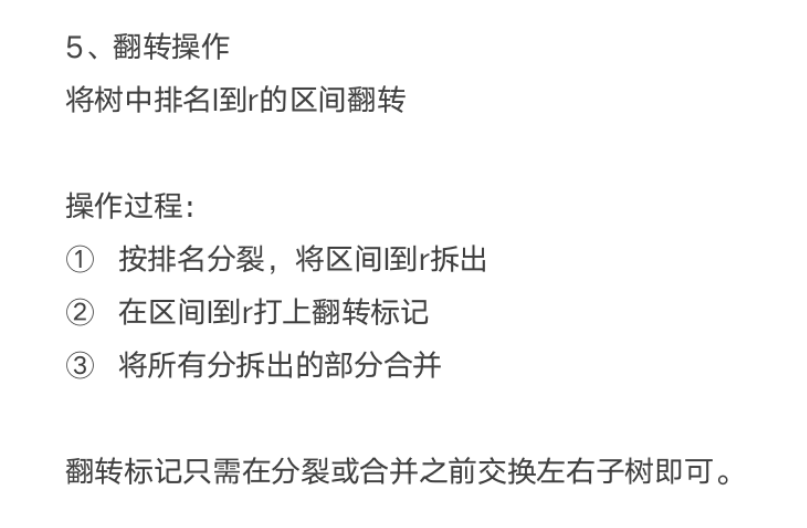 5、翻转操作
将树中排名l到r的区间翻转
操作过程：
① 按排名分裂，将区间l到r拆出
② 在区间l到r打上翻转标记
③ 将所有分拆出的部分合并
翻转标记只需在分裂或合并之前交换左右子树即可。